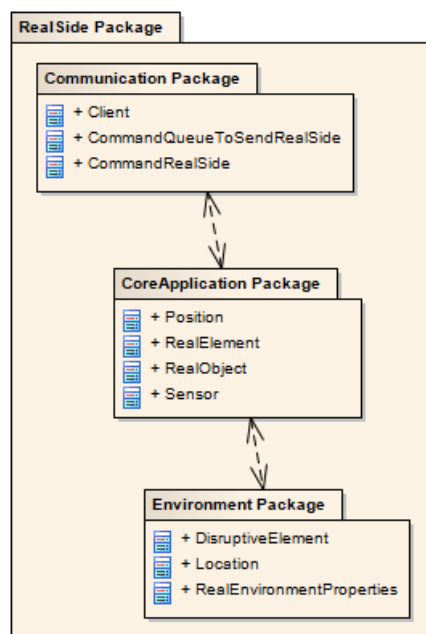 RealSide Package
Communication Package
+ Client
+ CommandQueueToSendRealSide
+ CommandRealSide
CoreApplication Package
+ Position
+ RealElement
+ RealObject
+ Sensor
Environment Package
+ DisruptiveElement
+ Location
+ RealEnvironmentProperties